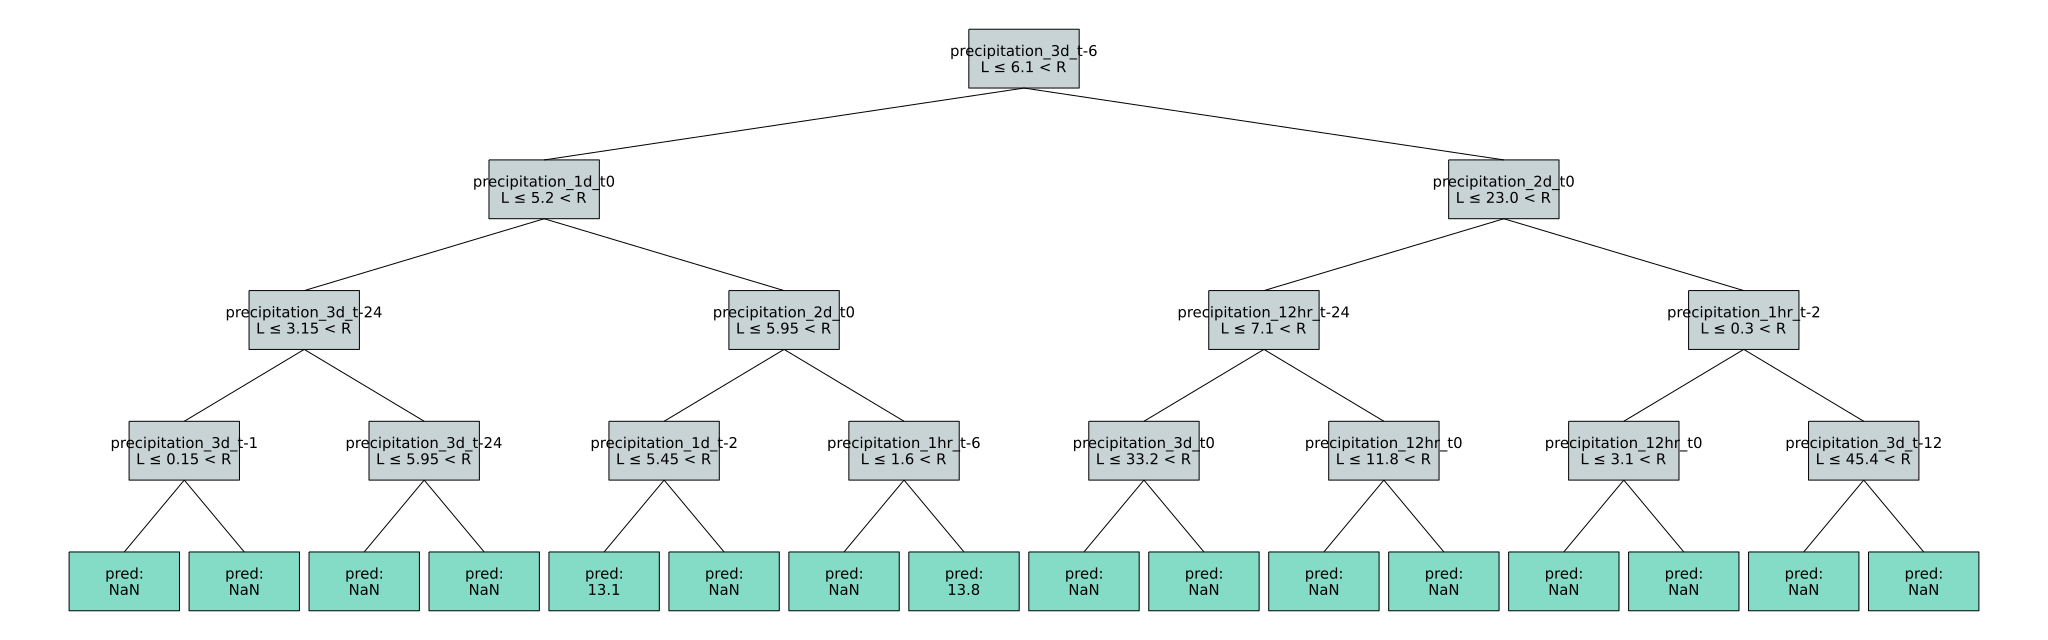 precipitation_3d_t-6
L ≤ 6.1 < R
precipitation_1d_t0
L ≤ 5.2 < R
precipitation_2d_t0
L ≤ 23.0 < R
precipitation_3d_t-24
L ≤ 3.15 < R
precipitation_2d_t0
L ≤ 5.95 < R
precipitation_12hr_t-24
L ≤ 7.1 < R
precipitation_1hr_t-2
L ≤ 0.3 < R
precipitation_3d_t-1
L ≤ 0.15 < R
precipitation_3d_t-24
L ≤ 5.95 < R
precipitation_1d_t-2
L ≤ 5.45 < R
precipitation_1hr_t-6
L ≤ 1.6 < R
precipitation_3d_t0
L ≤ 33.2 < R
precipitation_12hr_t0
L ≤ 11.8 < R
precipitation_12hr_t0
L ≤ 3.1 < R
precipitation_3d_t-12
L ≤ 45.4 < R
pred:
NaN
pred:
NaN
pred:
NaN
pred:
NaN
pred:
13.1
pred:
NaN
pred:
NaN
pred:
13.8
pred:
NaN
pred:
NaN
pred:
NaN
pred:
NaN
pred:
NaN
pred:
NaN
pred:
NaN
pred:
NaN